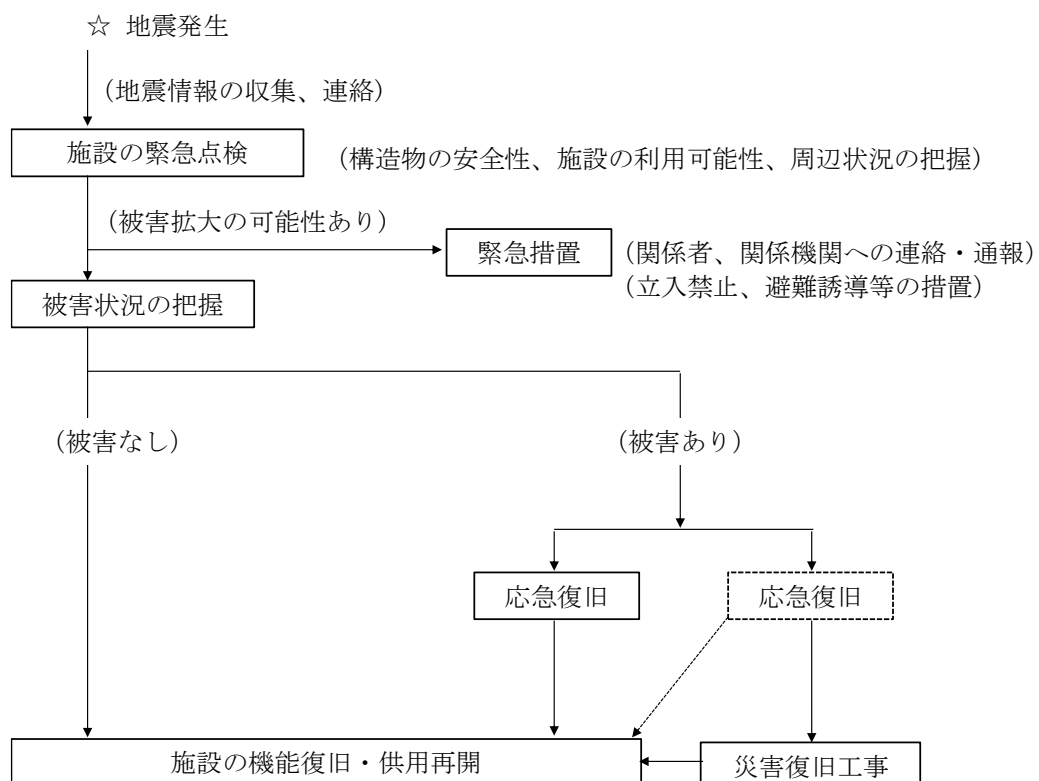 ☆ 地震発生
（地震情報の収集、連絡）
施設の緊急点検
（構造物の安全性、施設の利用可能性、周辺状況の把握）
（被害拡大の可能性あり）
緊急措置
（関係者、関係機関への連絡・通報）
（立入禁止、避難誘導等の措置）
被害状況の把握
（被害なし）
（被害あり）
応急復旧
応急復旧
施設の機能復旧・供用再開
災害復旧工事